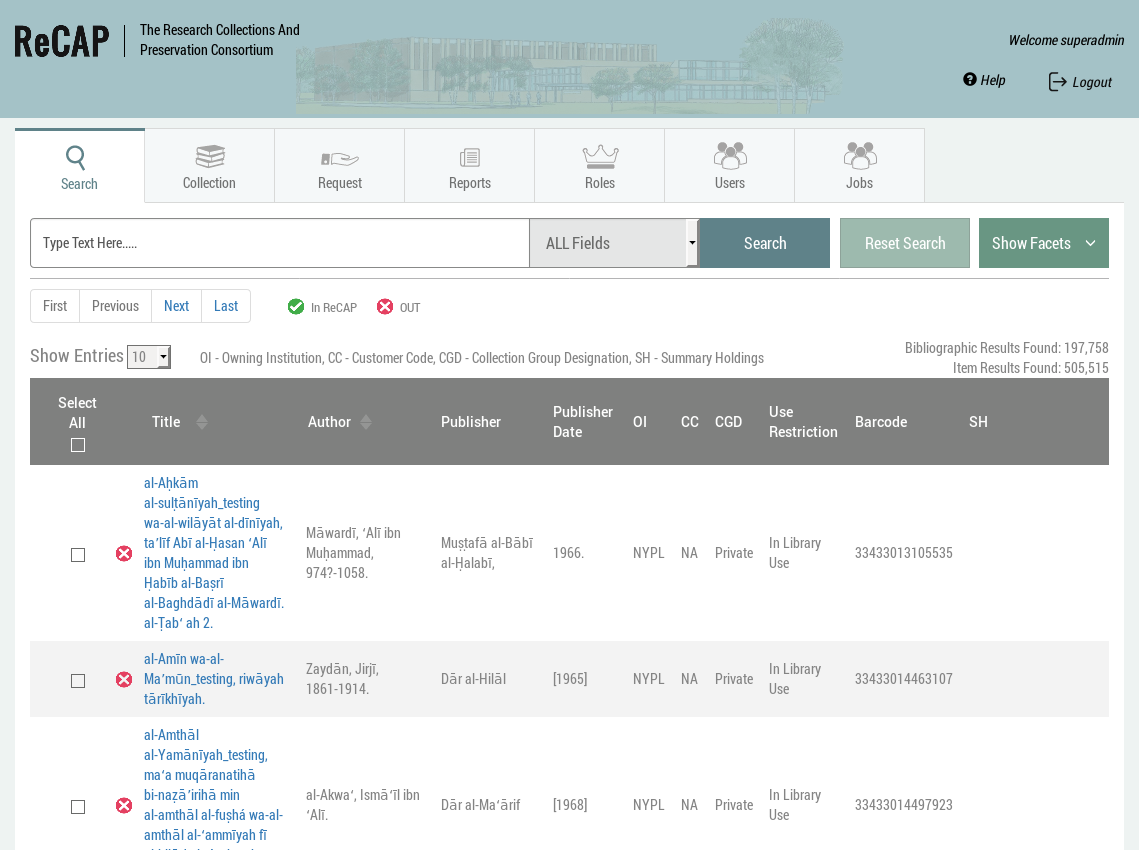 ReCAP
The Research Collections And
Preservation Consortium
Welcome superadmin
Help
Logout
Search
Collection
Request
Reports
Roles
Users
Jobs
Type Text Here.....
ALL Fields
Search
Reset Search
Show Facets
First Previous Next Last
In ReCAP OUT
Show Entries 10
OI - Owning Institution, CC - Customer Code, CGD - Collection Group Designation, SH - Summary Holdings
Bibliographic Results Found: 197,758
Item Results Found: 505,515
Select
All
Title
Author
Publisher
Publisher
Date
OI
CC
CGD
Use
Restriction
Barcode
SH
al-Aḥkām
al-sulṭānīyah_testing
wa-al-wilāyāt al-dīnīyah,
taʼlīf Abī al-Ḥasan ʻAlī
ibn Muḥammad ibn
Ḥabīb al-Baṣrī
al-Baghdādī al-Māwardī.
al-Ṭabʻ ah 2.
Māwardī, ʻAlī ibn
Muḥammad,
974?-1058.
Muṣṭafā al-Bābī
al-Ḥalabī,
1966.
NYPL
NA
Private
In Library
Use
33433013105535
al-Amīn wa-al-
Maʼmūn_testing, riwāyah
tārīkhīyah.
Zaydān, Jirjī,
1861-1914.
Dār al-Hilāl
[1965]
NYPL
NA
Private
In Library
Use
33433014463107
al-Amthāl
al-Yamānīyah_testing,
maʻa muqāranatihā
bi-naẓāʼirihā min
al-amthāl al-fuṣhá wa-al-
amthāl al-ʻammīyah fī
al-Akwaʻ, Ismāʻīl ibn
ʻAlī.
Dār al-Maʻārif
[1968]
NYPL
NA
Private
In Library
Use
33433014497923